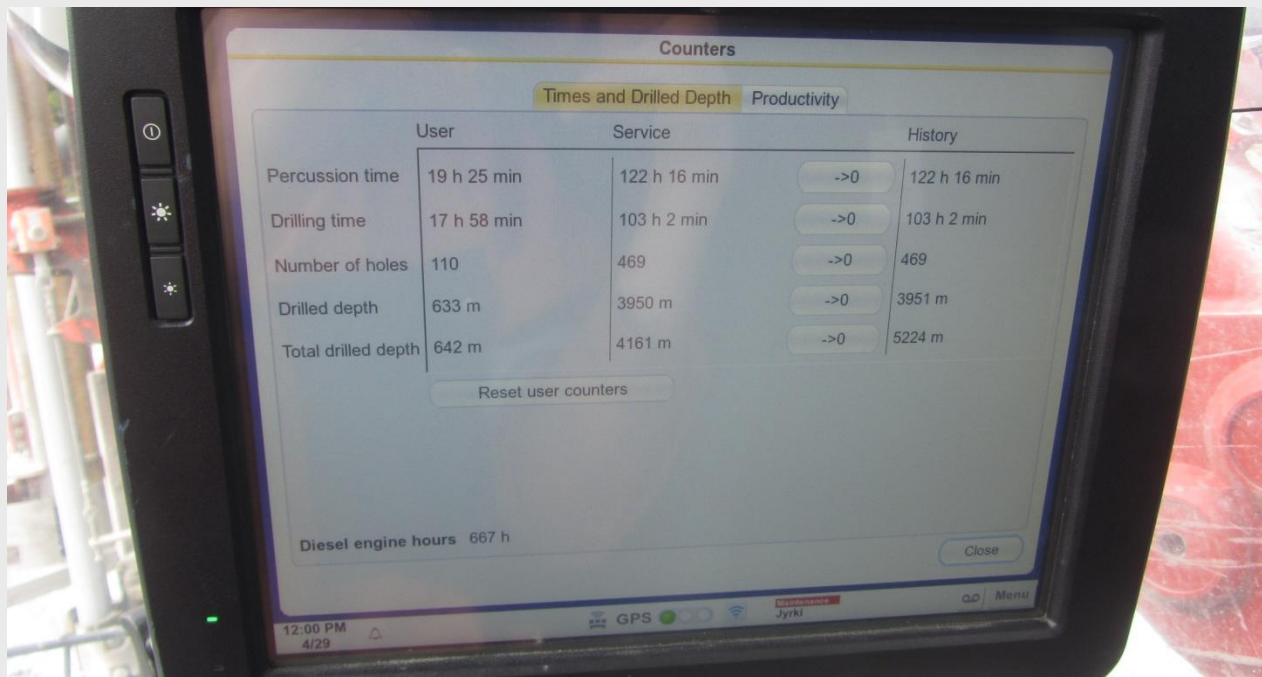 Counters
Times and Drilled Depth Productivity
User Service History
Percussion time 19 h 25 min 122 h 16 min ->0 122 h 16 min
Drilling time 17 h 58 min 103 h 2 min ->0 103 h 2 min
Number of holes 110 469 ->0 469
Drilled depth 633 m 3950 m ->0 3951 m
Total drilled depth 642 m 4161 m ->0 5224 m
Reset user counters
Diesel engine hours 667 h
Close
12:00 PM GPS Maintenance Menu
4/29 Jyrki